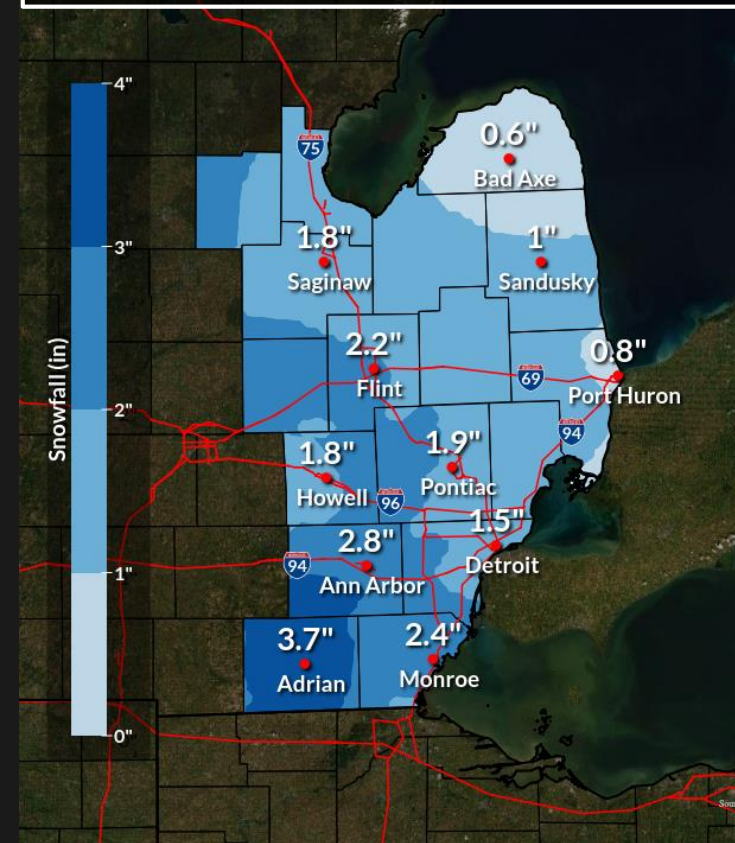 4"
75
0.6"
Bad Axe
3"
1.8"
Saginaw
1"
Sandusky
Snowfall (in)
2.2"
Flint
69
0.8"
Port Huron
2"
94
1.8"
Howell
1.9"
Pontiac
96
1.5"
Detroit
94
2.8"
Ann Arbor
1"
3.7"
Adrian
2.4"
Monroe
0"
Sou